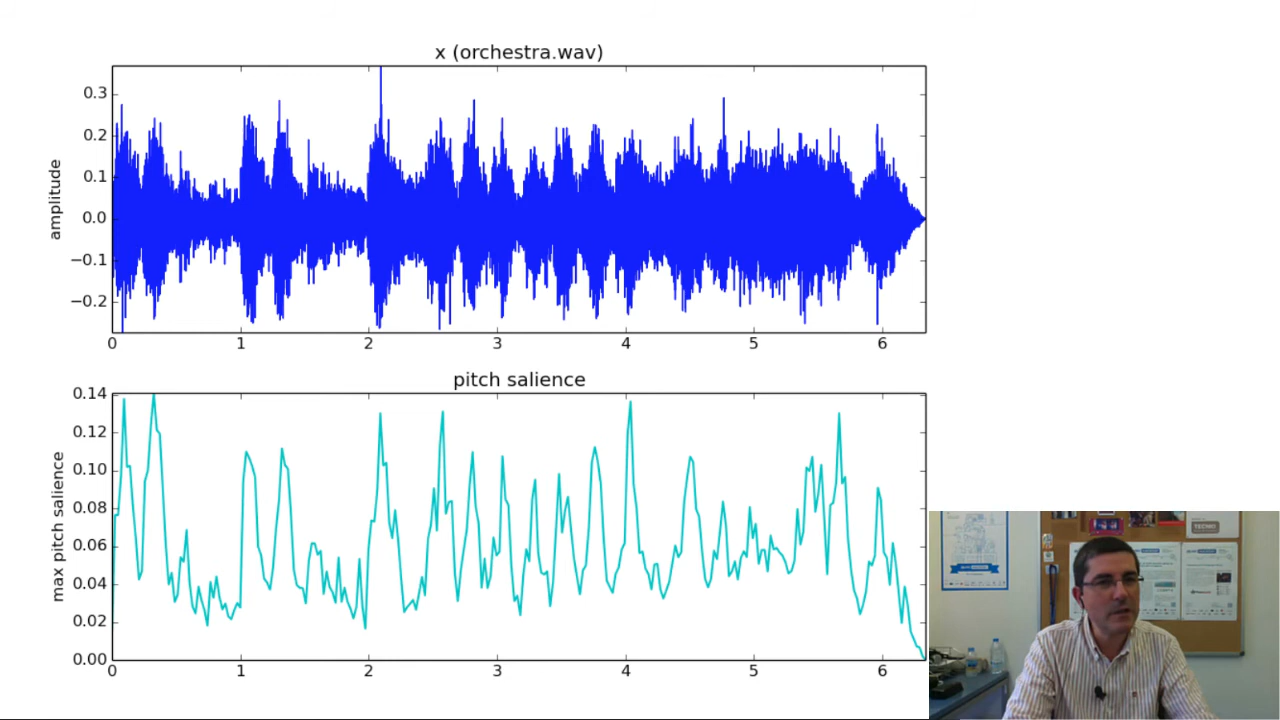 x (orchestra.wav)
0.3
0.2
0.1
0.0
−0.1
−0.2
amplitude
0 1 2 3 4 5 6
pitch salience
0.14
0.12
0.10
0.08
0.06
0.04
0.02
0.00
max pitch salience
0 1 2 3 4 5 6